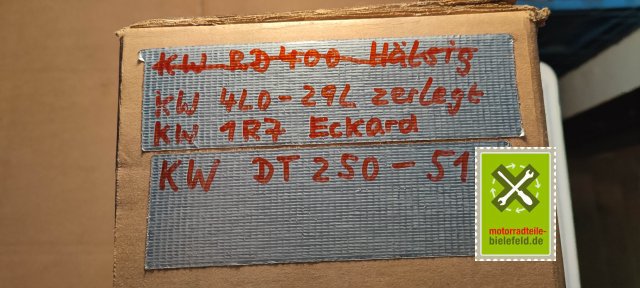 KW RD400 Hälsig
KW 4L0-29L zerlegt
KW 1R7 Eckard
KW DT 250-51
motorradteile-
bielefeld.de